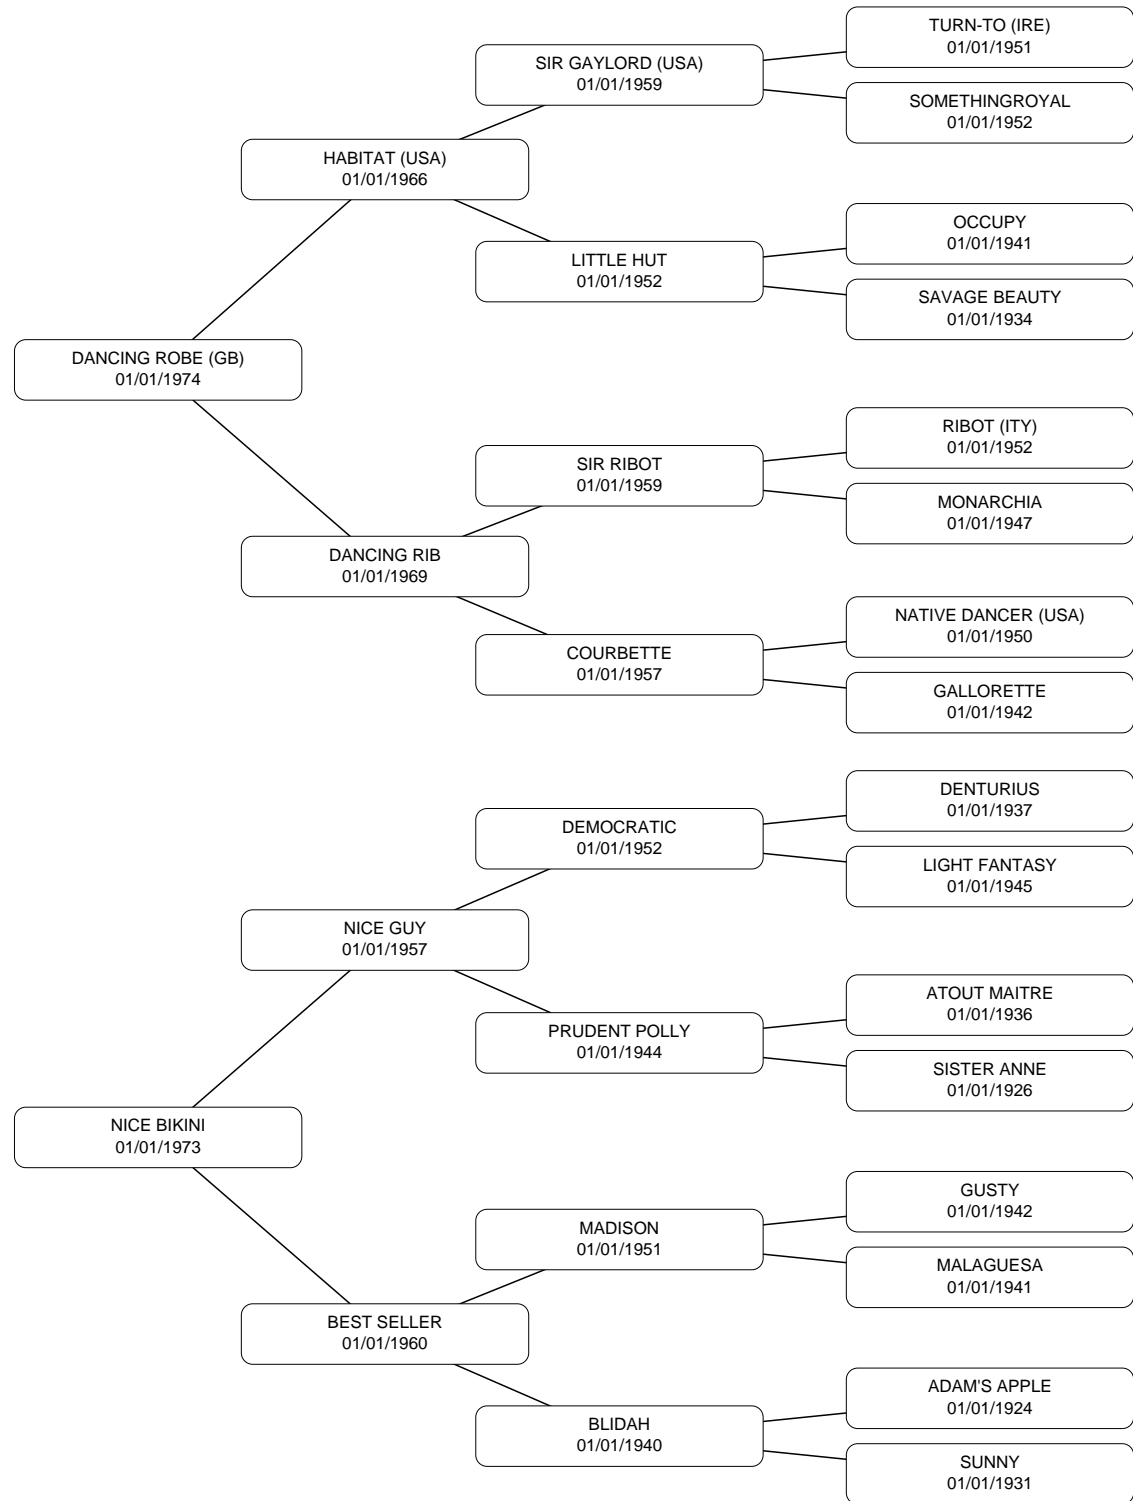 TURN-TO (IRE)
01/01/1951
SIR GAYLORD (USA)
01/01/1959
SOMETHINGROYAL
01/01/1952
HABITAT (USA)
01/01/1966
OCCUPY
01/01/1941
LITTLE HUT
01/01/1952
SAVAGE BEAUTY
01/01/1934
DANCING ROBE (GB)
01/01/1974
RIBOT (ITY)
01/01/1952
SIR RIBOT
01/01/1959
MONARCHIA
01/01/1947
DANCING RIB
01/01/1969
NATIVE DANCER (USA)
01/01/1950
COURBETTE
01/01/1957
GALLORETTE
01/01/1942
DENTURIUS
01/01/1937
DEMOCRATIC
01/01/1952
LIGHT FANTASY
01/01/1945
NICE GUY
01/01/1957
ATOUT MAITRE
01/01/1936
PRUDENT POLLY
01/01/1944
SISTER ANNE
01/01/1926
NICE BIKINI
01/01/1973
GUSTY
01/01/1942
MADISON
01/01/1951
MALAGUESA
01/01/1941
BEST SELLER
01/01/1960
ADAM'S APPLE
01/01/1924
BLIDAH
01/01/1940
SUNNY
01/01/1931